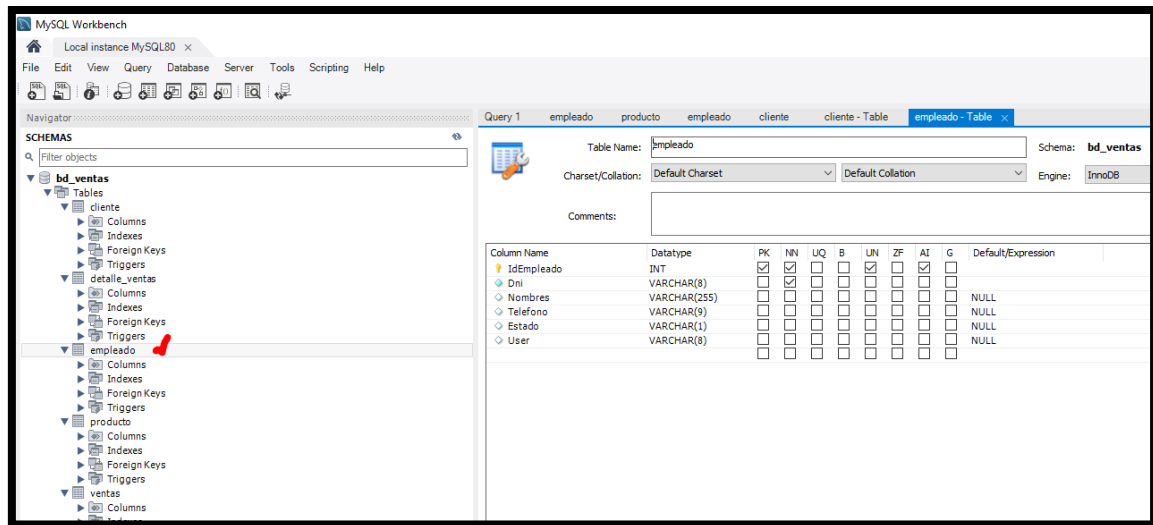 MySQL Workbench
Local instance MySQL80 ×
File Edit View Query Database Server Tools Scripting Help
Navigator
SCHEMAS
Filter objects
bd_ventas
Tables
cliente
Columns
Indexes
Foreign Keys
Triggers
detalle_ventas
Columns
Indexes
Foreign Keys
Triggers
empleado
Columns
Indexes
Foreign Keys
Triggers
producto
Columns
Indexes
Foreign Keys
Triggers
ventas
Columns
Query 1 empleado producto empleado cliente cliente - Table empleado - Table ×
Table Name: empleado Schema: bd_ventas
Charset/Collation: Default Charset Default Collation Engine: InnoDB
Comments:
Column Name Datatype PK NN UQ B UN ZF AI G Default/Expression
IdEmpleado INT
Dni VARCHAR(8)
Nombres VARCHAR(255) NULL
Telefono VARCHAR(9) NULL
Estado VARCHAR(1) NULL
User VARCHAR(8) NULL